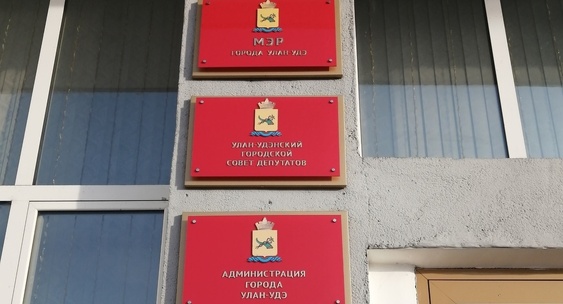 МЭР
ГОРОДА УЛАН-УДЭ
УЛАН-УДЭНСКИЙ
ГОРОДСКОЙ
СОВЕТ ДЕПУТАТОВ
АДМИНИСТРАЦИЯ
ГОРОДА
УЛАН-УДЭ